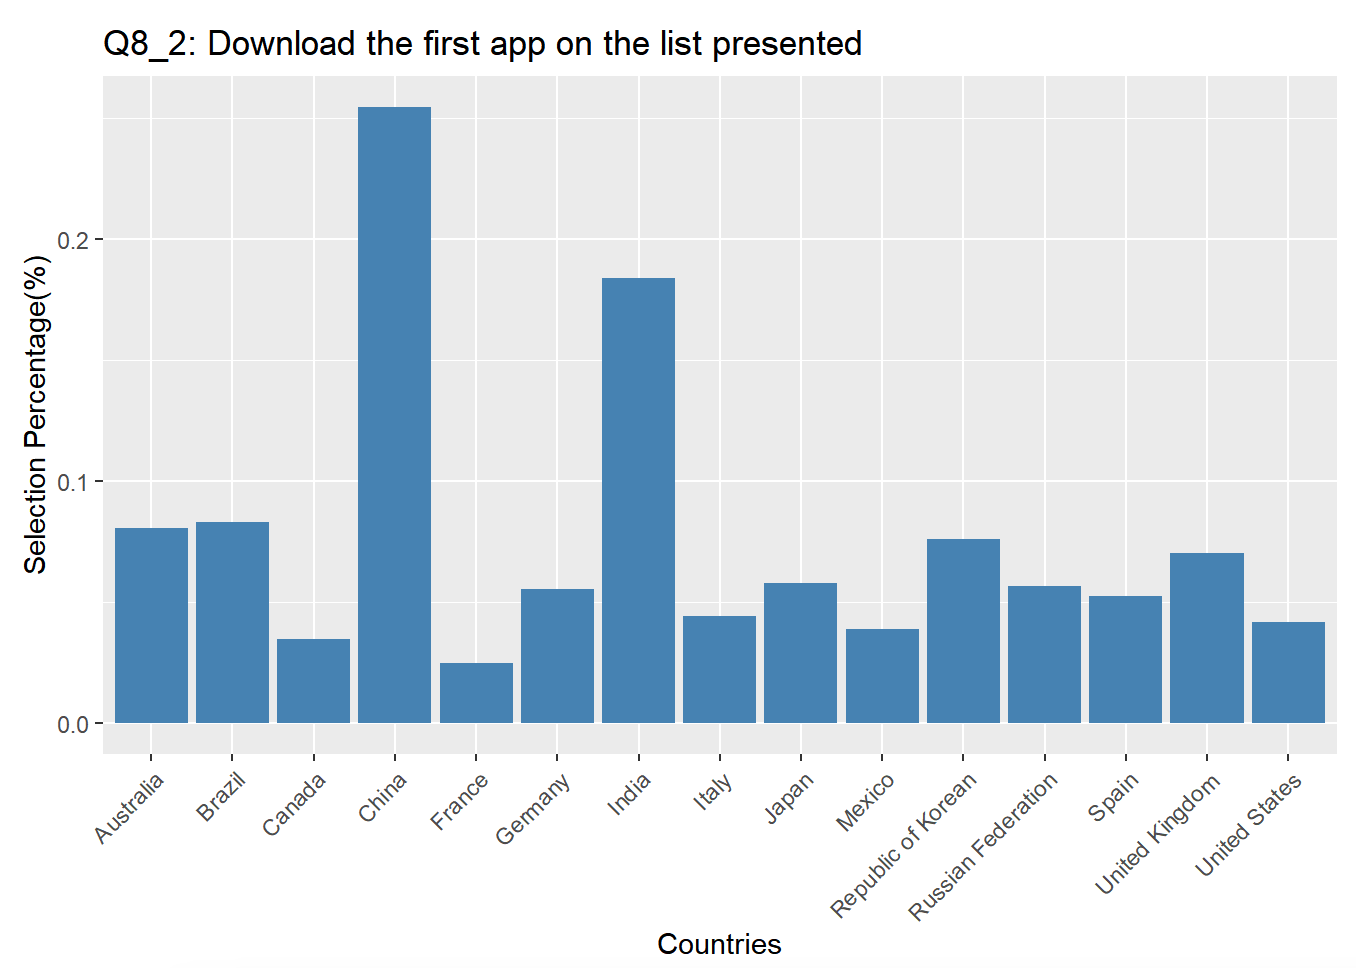 Q8_2: Download the first app on the list presented
Selection Percentage(%)
0.2
0.1
0.0
Australia
Brazil
Canada
China
France
Germany
India
Italy
Japan
Mexico
Republic of Korean
Russian Federation
Spain
United Kingdom
United States
Countries